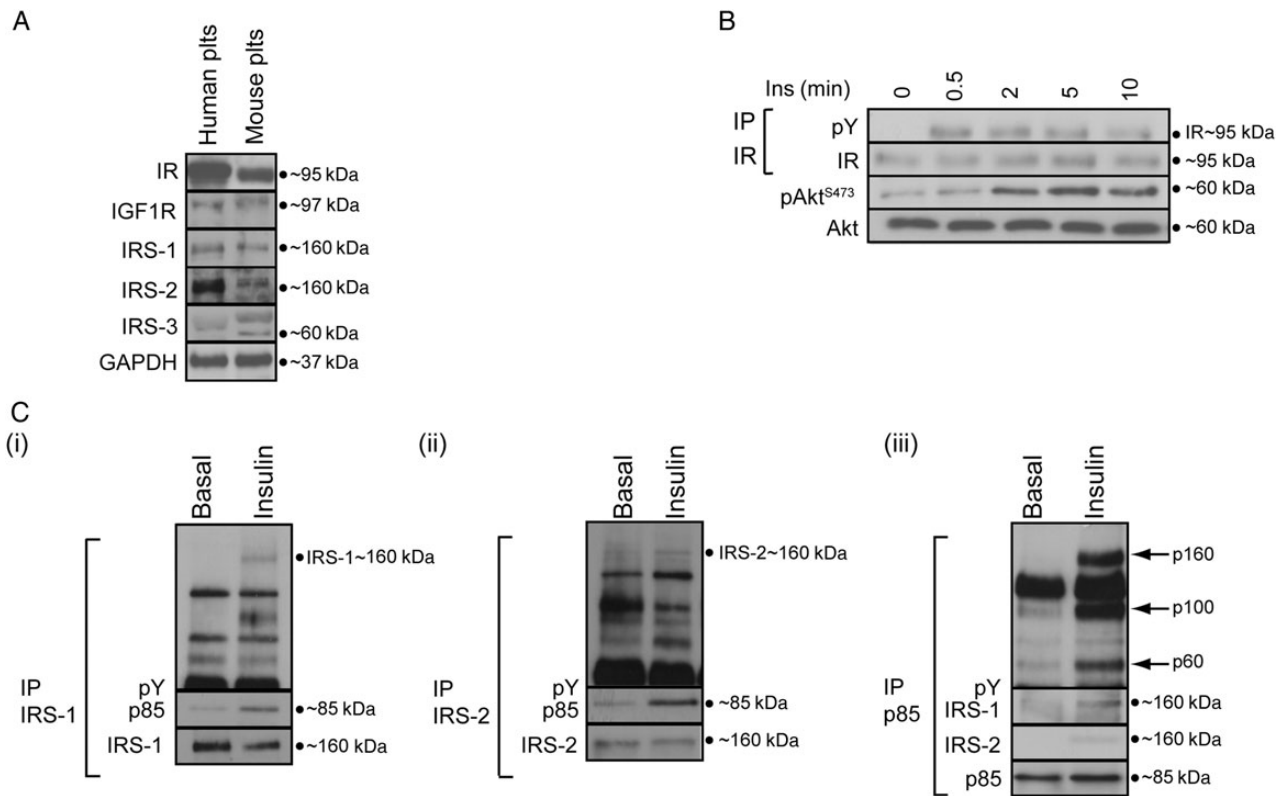 A
Human plts
Mouse plts
IR
~95 kDa
IGF1R
~97 kDa
IRS-1
~160 kDa
IRS-2
~160 kDa
IRS-3
~60 kDa
GAPDH
~37 kDa
B
Ins (min) 0 0.5 2 5 10
IP
IR
pY
IR~95 kDa
IR
~95 kDa
pAktS473
~60 kDa
Akt
~60 kDa
C
(i)
Basal
Insulin
IRS-1~160 kDa
IP
IRS-1
pY
p85
~85 kDa
IRS-1
~160 kDa
(ii)
Basal
Insulin
IRS-2~160 kDa
IP
IRS-2
pY
p85
~85 kDa
IRS-2
~160 kDa
(iii)
Basal
Insulin
p160
p100
p60
IP
p85
pY
IRS-1
~160 kDa
IRS-2
~160 kDa
p85
~85 kDa